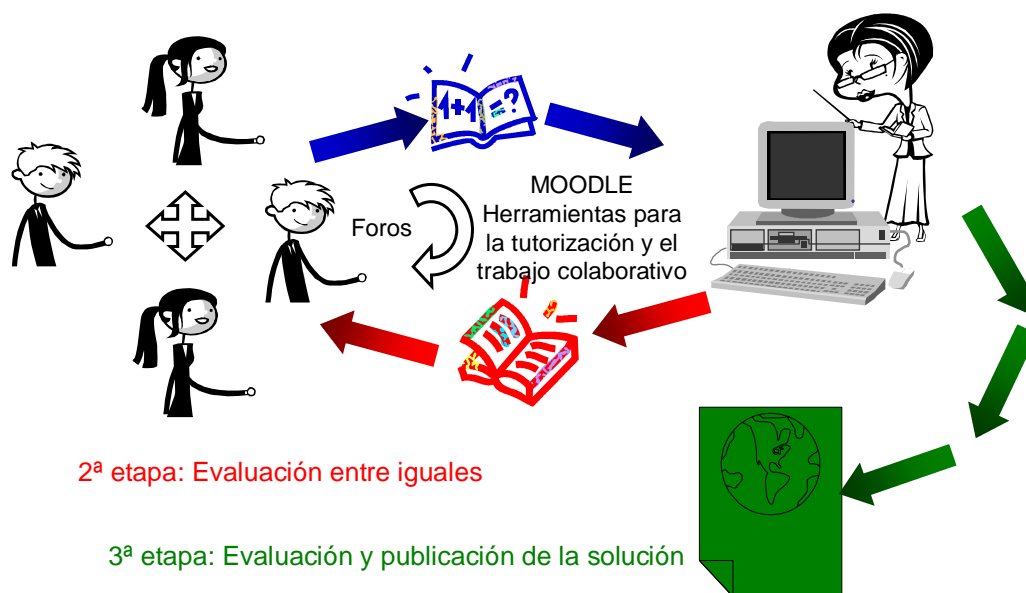 1+1 =?
MOODLE
Herramientas para
la tutorización y el
trabajo colaborativo
Foros
2ª etapa: Evaluación entre iguales
3ª etapa: Evaluación y publicación de la solución